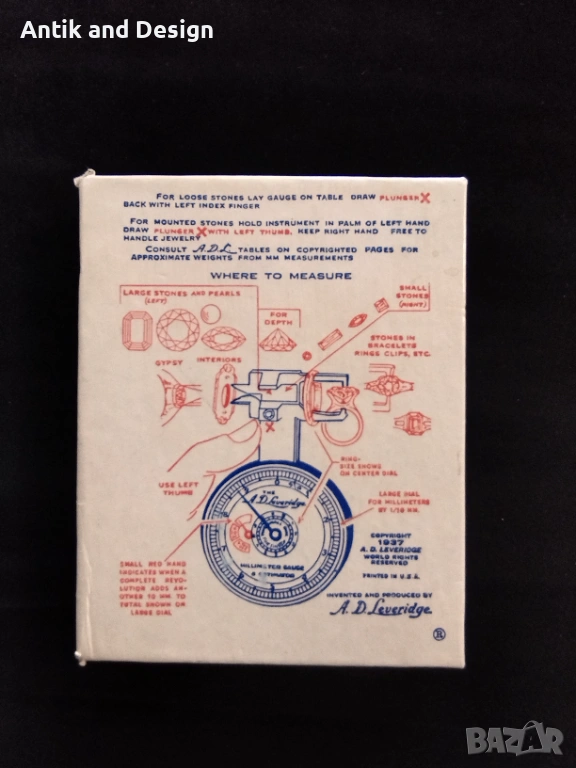 Antik and Design
FOR LOOSE STONES LAY GAUGE ON TABLE DRAW PLUNGER X
BACK WITH LEFT INDEX FINGER
FOR MOUNTED STONES HOLD INSTRUMENT IN PALM OF LEFT HAND
DRAW PLUNGER X WITH LEFT THUMB. KEEP RIGHT HAND FREE TO
HANDLE JEWELRY
CONSULT A.D.L. TABLES ON COPYRIGHTED PAGES FOR
APPROXIMATE WEIGHTS FROM MM MEASUREMENTS
WHERE TO MEASURE
LARGE STONES AND PEARLS
(LEFT)
FOR
DEPTH
SMALL
STONES
(RIGHT)
STONES IN
BRACELETS
RINGS CLIPS, ETC.
GYPSY INTERIORS
X
USE LEFT
THUMB
RING-
SIZE SHOWN
ON CENTER DIAL
LARGE DIAL
FOR MILLIMETERS
BY 1/10 MM.
THE
A.D. Leveridge
MILLIMETER GAUGE
& ESTIMATOR
SMALL RED HAND
INDICATES WHEN A
COMPLETE REVO-
LUTION ADDS AN-
OTHER 10 MM. TO
TOTAL SHOWN ON
LARGE DIAL
COPYRIGHT
1937
A. D. LEVERIDGE
WORLD RIGHTS
RESERVED
PRINTED IN U.S.A.
INVENTED AND PRODUCED BY
A. D. Leveridge
®
BAZAR